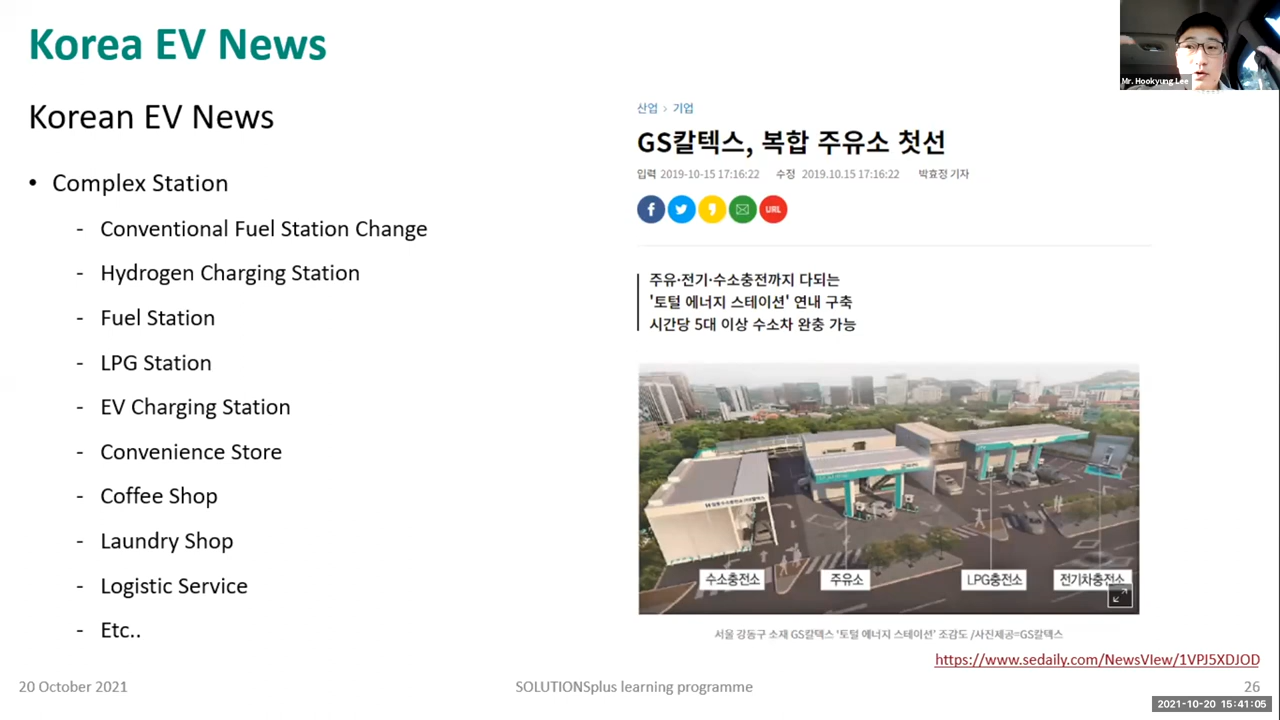 Korea EV News
Mr. Hookyung Lee
Korean EV News
• Complex Station
- Conventional Fuel Station Change
- Hydrogen Charging Station
- Fuel Station
- LPG Station
- EV Charging Station
- Convenience Store
- Coffee Shop
- Laundry Shop
- Logistic Service
- Etc..
산업 > 기업
GS칼텍스, 복합 주유소 첫선
입력 2019-10-15 17:16:22 수정 2019.10.15 17:16:22 박효정 기자
URL
주유·전기·수소충전까지 다되는
'토털 에너지 스테이션' 연내 구축
시간당 5대 이상 수소차 완충 가능
수소충전소 주유소 LPG충전소 전기차충전소
서울 강동구 소재 GS칼텍스 '토털 에너지 스테이션' 조감도 /사진제공=GS칼텍스
https://www.sedaily.com/NewsVIew/1VPJ5XDJOD
20 October 2021 SOLUTIONSplus learning programme 26
2021-10-20 15:41:05